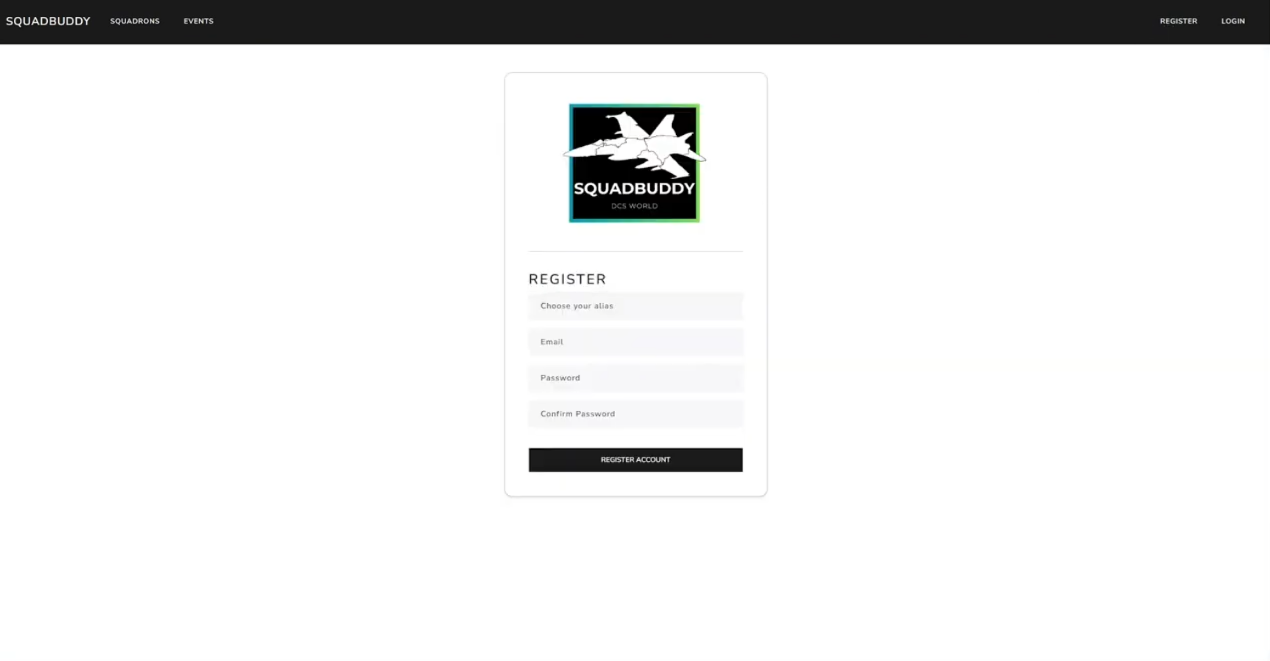 SQUADBUDDY SQUADRONS EVENTS REGISTER LOGIN
SQUADBUDDY
DCS WORLD
REGISTER
Choose your alias
Email
Password
Confirm Password
REGISTER ACCOUNT